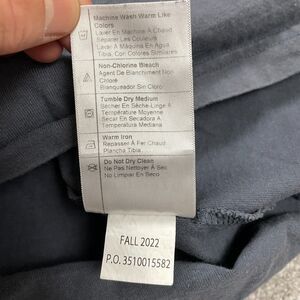 Machine Wash Warm Like
Colors
Laver En Machine À Chaud
Séparer Les Couleurs
Lavar A Máquina En Agua
Tibia, Con Colores Similares
Non-Chlorine Bleach
Agent De Blanchiment Non
Chloré
Blanqueador Sin Cloro
Tumble Dry Medium
Sécher En Sèche-Linge À
Température Moyenne
Secar En Secadora A
Temperatura Mediana
Warm Iron
Repasser À Fer Chaud
Plancha Tibia
Do Not Dry Clean
Ne Pas Nettoyer À Sec
No Limpiar En Seco
FALL 2022
P.O. 3510015582